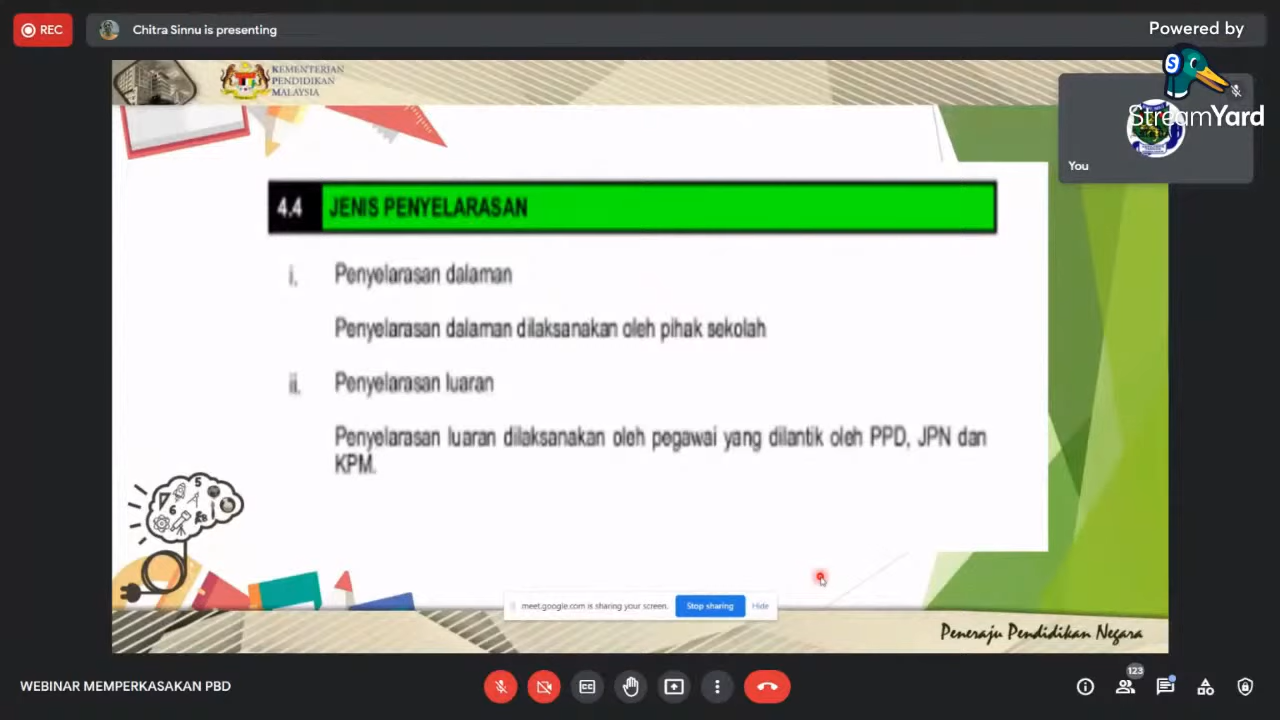 REC
Chitra Sinnu is presenting
Powered by
StreamYard
KEMENTERIAN
PENDIDIKAN
MALAYSIA
You
4.4 JENIS PENYELARASAN
i. Penyelarasan dalaman
Penyelarasan dalaman dilaksanakan oleh pihak sekolah
ii. Penyelarasan luaran
Penyelarasan luaran dilaksanakan oleh pegawai yang dilantik oleh PPD, JPN dan
KPM.
meet.google.com is sharing your screen. Stop sharing Hide
Peneraju Pendidikan Negara
WEBINAR MEMPERKASAKAN PBD
123